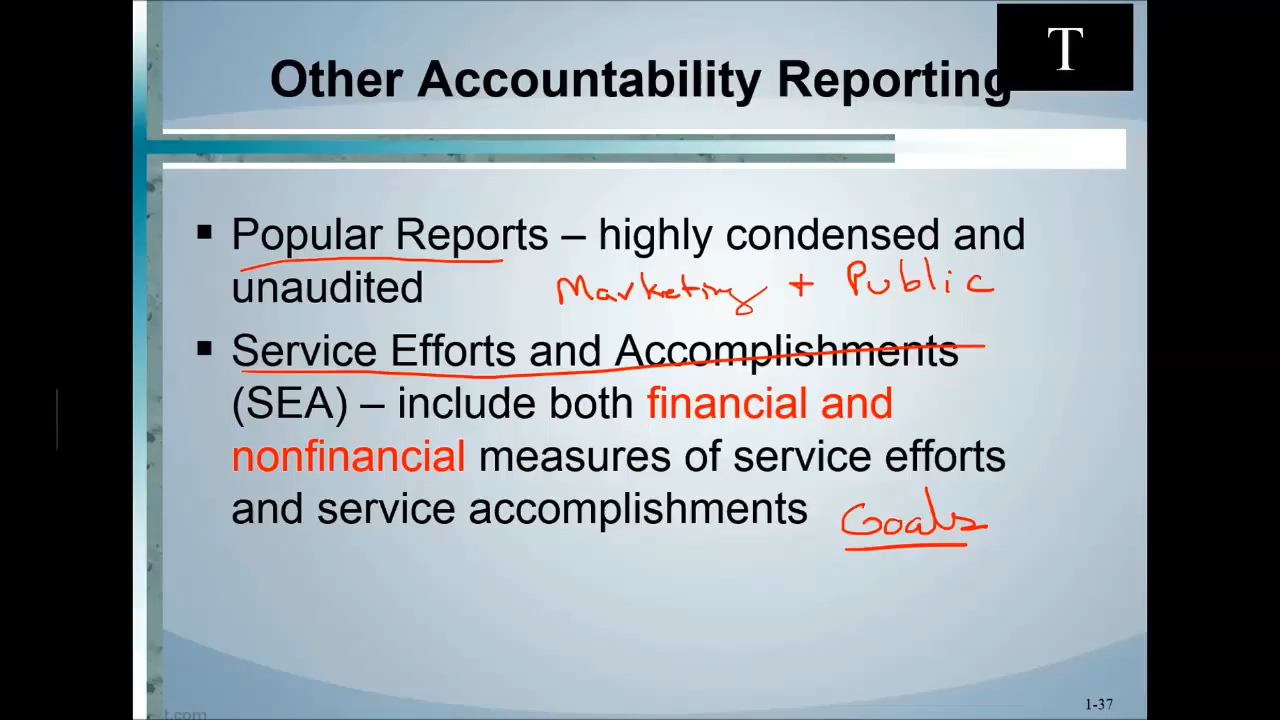 T
Other Accountability Reporting
▪ Popular Reports – highly condensed and
unaudited
Marketing + Public
▪ Service Efforts and Accomplishments
(SEA) – include both financial and
nonfinancial measures of service efforts
and service accomplishments
Goals
1-37
t.com